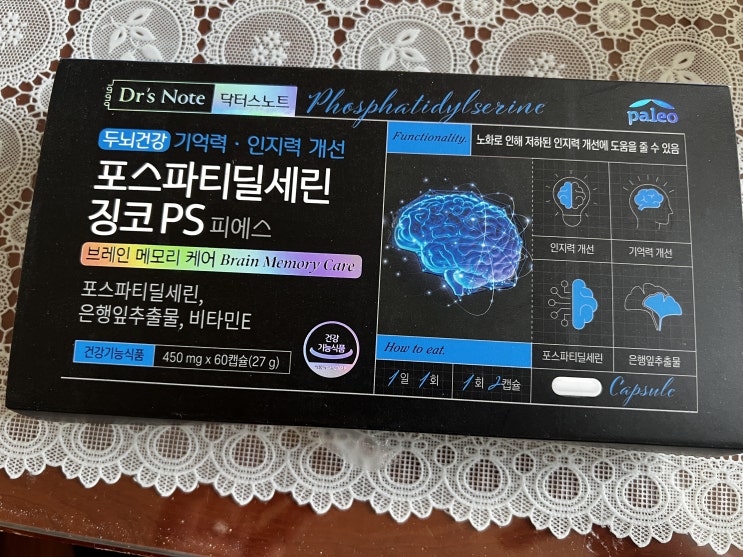 Dr's Note 닥터스노트
Phosphatidylserine
paleo
두뇌건강 기억력 · 인지력 개선
포스파티딜세린
징코 PS 피에스
브레인 메모리 케어 Brain Memory Care
포스파티딜세린,
은행잎추출물, 비타민E
건강기능식품 450 mg x 60캡슐(27 g)
건강
기능식품
Functionality. 노화로 인해 저하된 인지력 개선에 도움을 줄 수 있음
인지력 개선
기억력 개선
포스파티딜세린
은행잎추출물
How to eat.
1일 1회 1회 2캡슐
Capsule